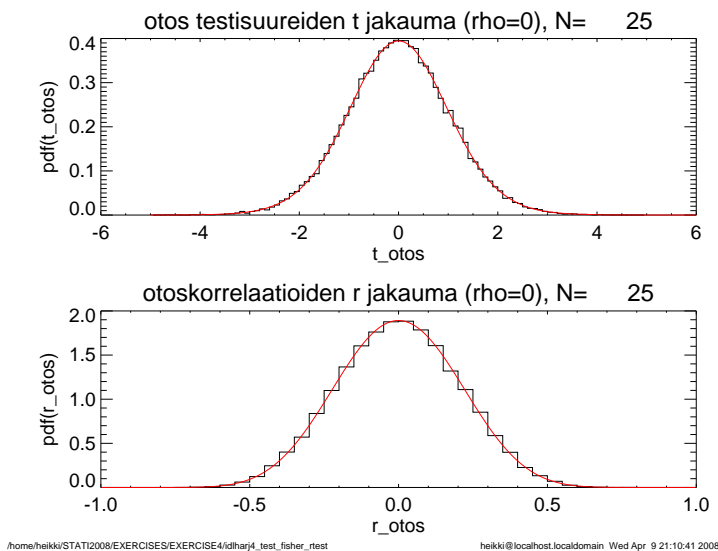 otos testisuureiden t jakauma (rho=0), N= 25
0.4
0.3
0.2
0.1
0.0
pdf(t_otos)
-6 -4 -2 0 2 4 6
t_otos
otoskorrelaatioiden r jakauma (rho=0), N= 25
2.0
1.5
1.0
0.5
0.0
pdf(r_otos)
-1.0 -0.5 0.0 0.5 1.0
r_otos
/home/heikki/STATI2008/EXERCISES/EXERCISE4/idlharj4_test_fisher_rtest heikki@localhost.localdomain Wed Apr 9 21:10:41 2008